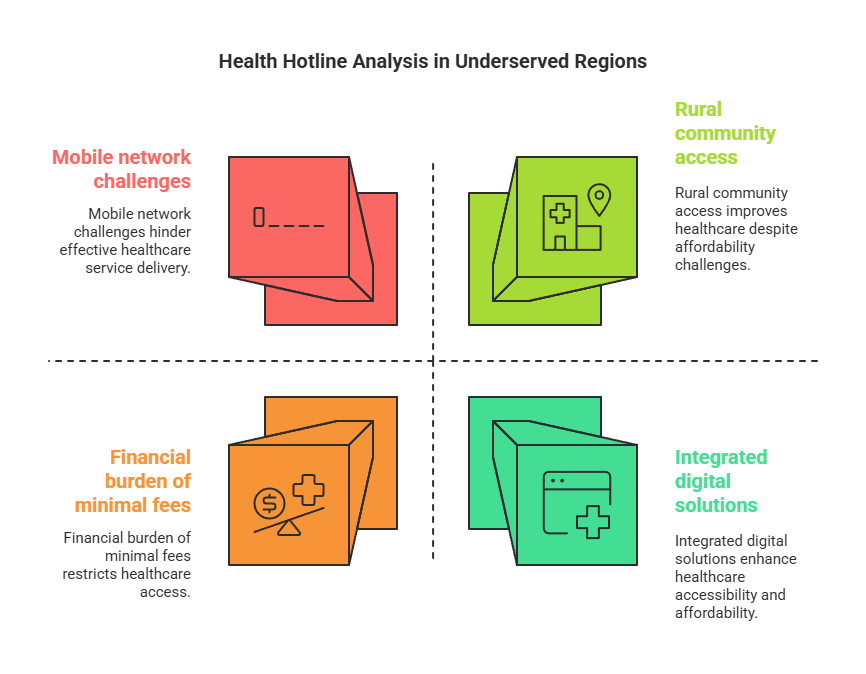 Health Hotline Analysis in Underserved Regions
Mobile network
challenges
Mobile network
challenges hinder
effective healthcare
service delivery.
Rural
community
access
Rural community
access improves
healthcare despite
affordability
challenges.
Financial
burden of
minimal fees
Financial burden of
minimal fees
restricts healthcare
access.
$
Integrated
digital
solutions
Integrated digital
solutions enhance
healthcare
accessibility and
affordability.